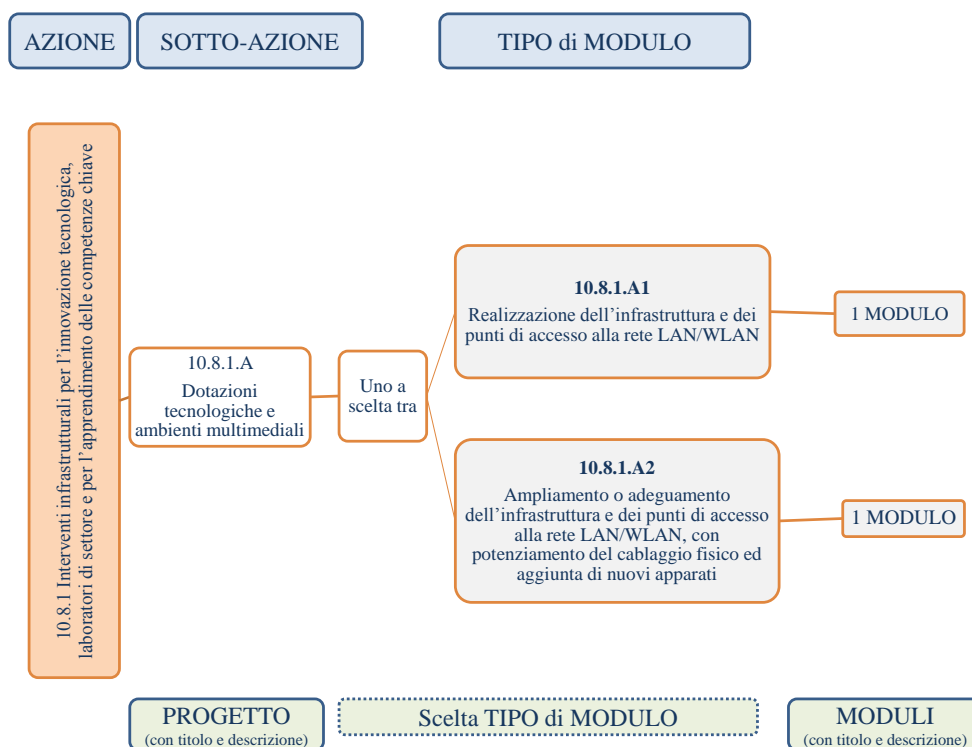 AZIONE
SOTTO-AZIONE
TIPO di MODULO
10.8.1 Interventi infrastrutturali per l'innovazione tecnologica,
laboratori di settore e per l'apprendimento delle competenze chiave
10.8.1.A
Dotazioni
tecnologiche e
ambienti multimediali
Uno a
scelta tra
10.8.1.A1
Realizzazione dell'infrastruttura e dei
punti di accesso alla rete LAN/WLAN
1 MODULO
10.8.1.A2
Ampliamento o adeguamento
dell'infrastruttura e dei punti di accesso
alla rete LAN/WLAN, con
potenziamento del cablaggio fisico ed
aggiunta di nuovi apparati
1 MODULO
PROGETTO
(con titolo e descrizione)
Scelta TIPO di MODULO
MODULI
(con titolo e descrizione)